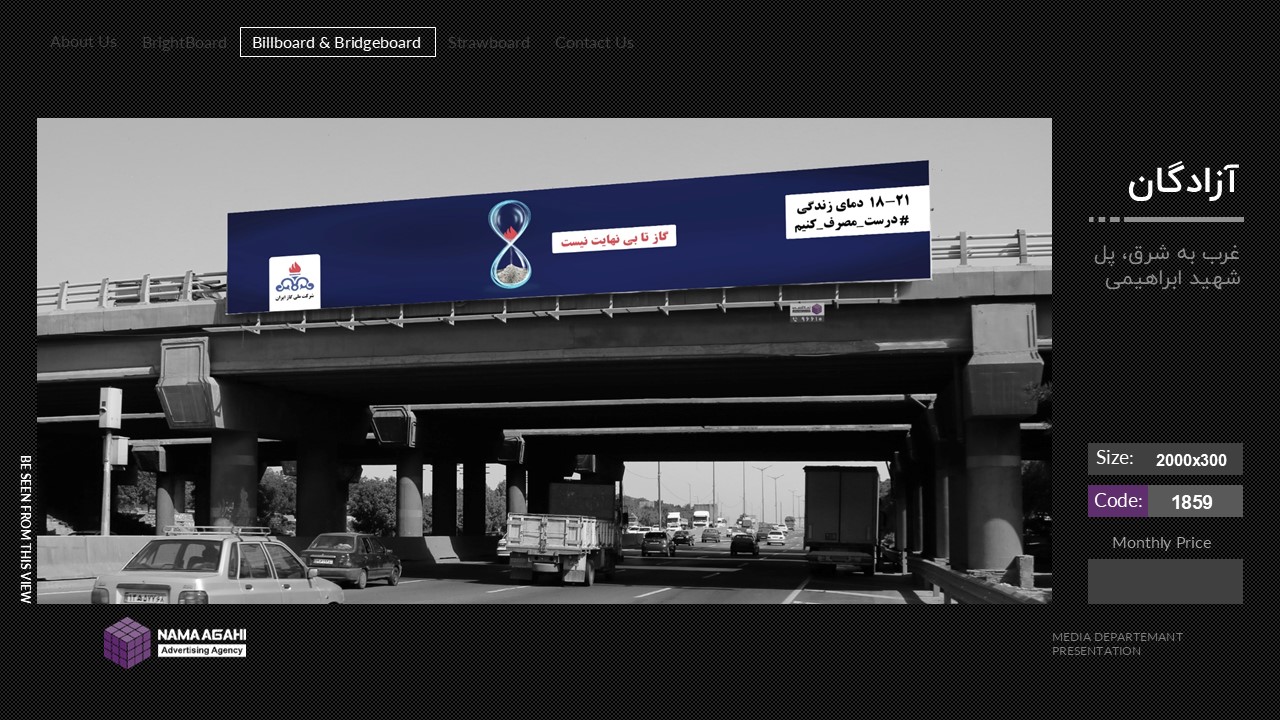 About Us
BrightBoard
Billboard & Bridgeboard
Strawboard
Contact Us
۱۸-۲۱ دمای زندگی
#درست_مصرف_کنیم
گاز تا بی نهایت نیست
شرکت ملی گاز ایران
آزادگان
غرب به شرق، پل
شهید ابراهیمی
Size: 2000x300
Code: 1859
Monthly Price
BE SEEN FROM THIS VIEW
NAMA AGAHI
Advertising Agency
MEDIA DEPARTEMANT
PRESENTATION